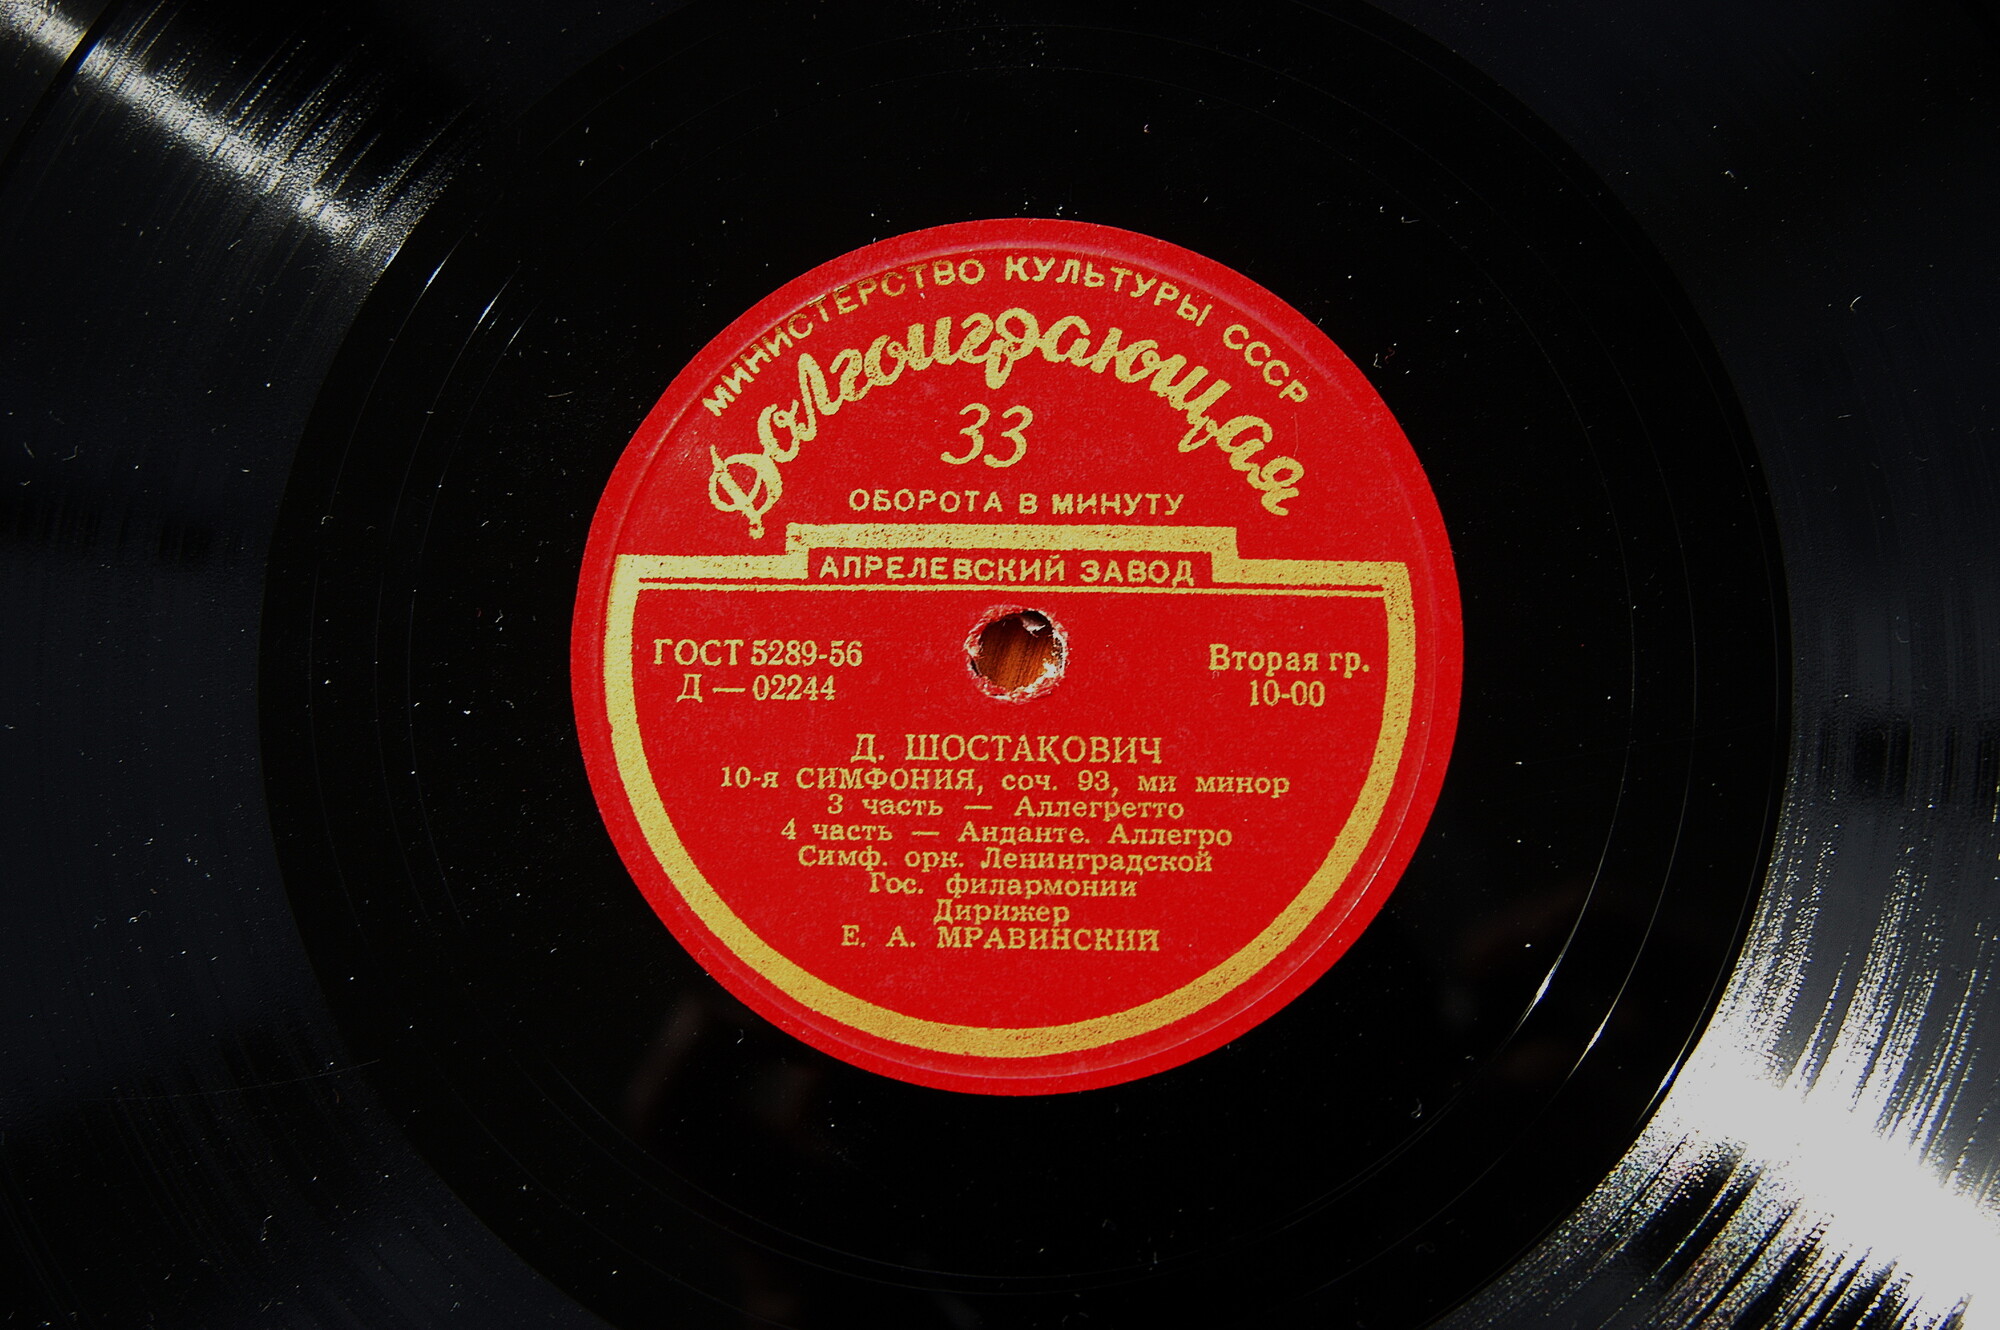 МИНИСТЕРСТВО КУЛЬТУРЫ СССР
Долгоиграющая
33
ОБОРОТА В МИНУТУ
АПРЕЛЕВСКИЙ ЗАВОД
ГОСТ 5289-56
Д — 02244
Вторая гр.
10-00
Д. ШОСТАКОВИЧ
10-я СИМФОНИЯ, соч. 93, ми минор
3 часть — Аллегретто
4 часть — Анданте. Аллегро
Симф. орк. Ленинградской
Гос. филармонии
Дирижер
Е. А. МРАВИНСКИЙ